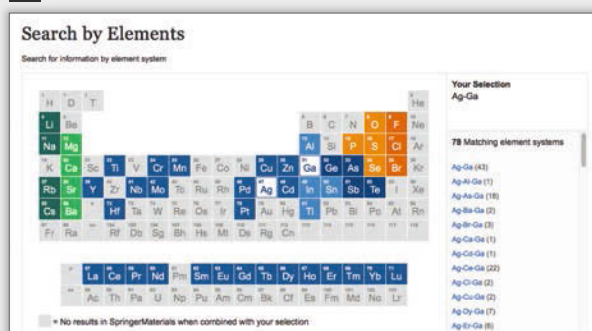 Search by Elements
Search for information by element system
H D T He
Li Be B C N O F Ne
Na Mg Al Si P S Cl Ar
K Ca Sc Ti V Cr Mn Fe Co Ni Cu Zn Ga Ge As Se Br Kr
Rb Sr Y Zr Nb Mo Tc Ru Rh Pd Ag Cd In Sn Sb Te I Xe
Cs Ba Hf Ta W Re Os Ir Pt Au Hg Tl Pb Bi Po At Rn
Fr Ra Rf Db Sg Bh Hs Mt Ds Rg Cn
La Ce Pr Nd Pm Sm Eu Gd Tb Dy Ho Er Tm Yb Lu
Ac Th Pa U Np Pu Am Cm Bk Cf Es Fm Md No Lr
= No results in SpringerMaterials when combined with your selection
Your Selection
Ag-Ga
78 Matching element systems
Ag-Ga (43)
Ag-Al-Ga (1)
Ag-As-Ga (18)
Ag-Ba-Ga (2)
Ag-Br-Ga (3)
Ag-Ca-Ga (1)
Ag-Cd-Ga (1)
Ag-Ce-Ga (22)
Ag-Cl-Ga (2)
Ag-Cu-Ga (2)
Ag-Dy-Ga (7)
Ag-Er-Ga (6)